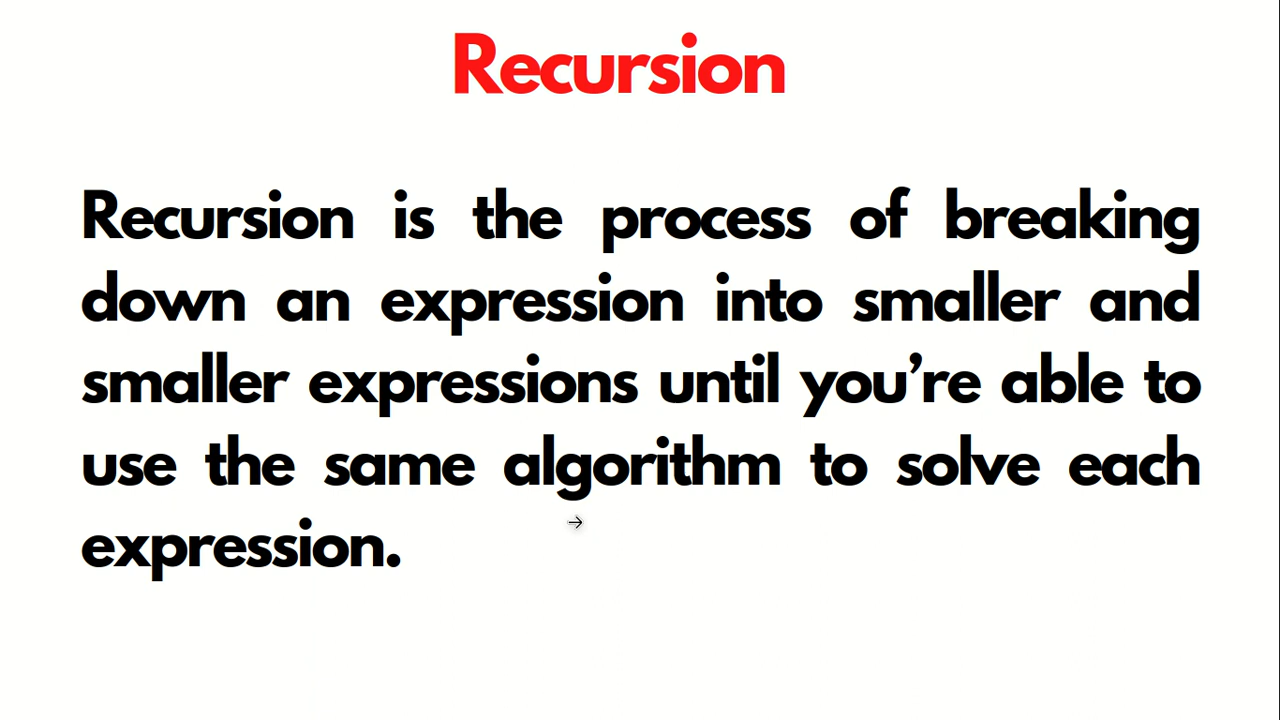 Recursion
Recursion is the process of breaking
down an expression into smaller and
smaller expressions until you’re able to
use the same algorithm to solve each
expression.